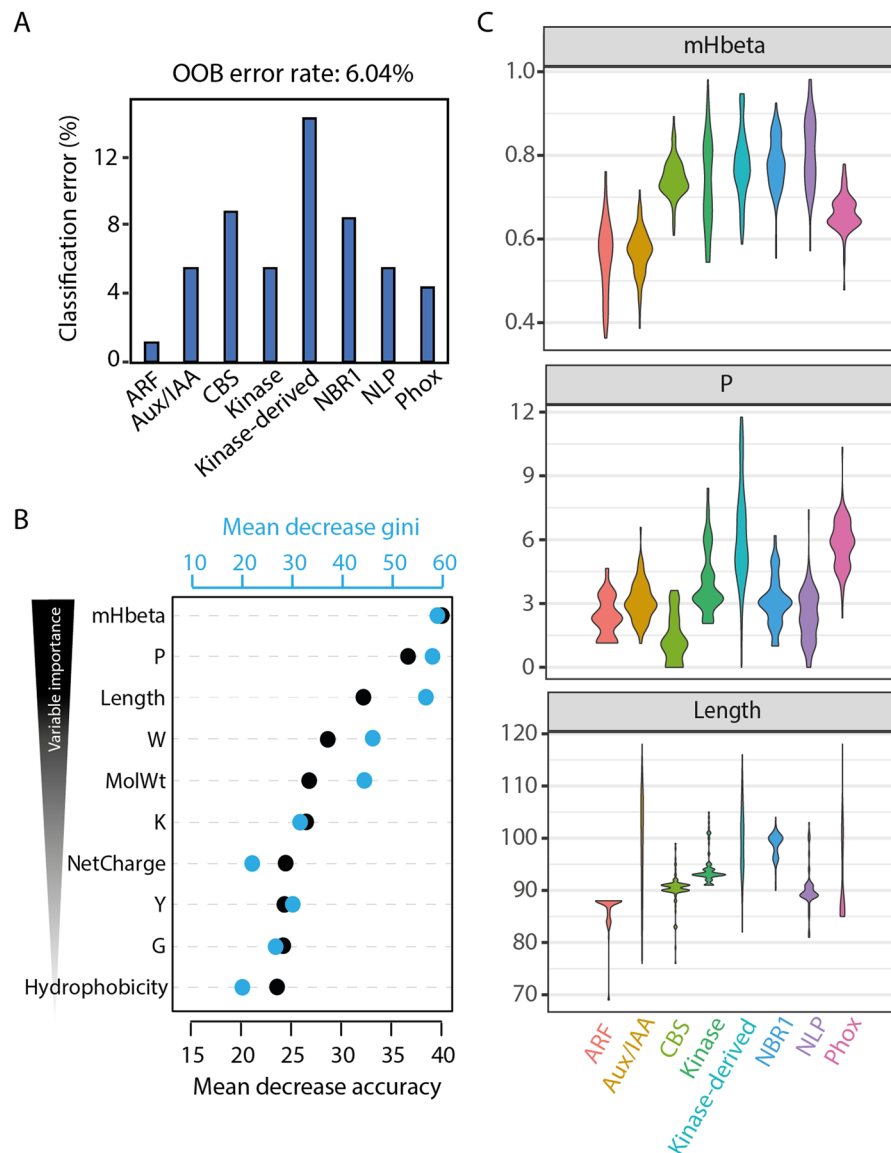 A
OOB error rate: 6.04%
Classification error (%)
12
8
4
0
ARF
Aux/IAA
CBS
Kinase
Kinase-derived
NBR1
NLP
Phox
B
Mean decrease gini
10 20 30 40 50 60
Variable importance
mHbeta
P
Length
W
MolWt
K
NetCharge
Y
G
Hydrophobicity
15 20 25 30 35 40
Mean decrease accuracy
C
mHbeta
1.0
0.8
0.6
0.4
P
12
9
6
3
0
Length
120
110
100
90
80
70
ARF
Aux/IAA
CBS
Kinase
Kinase-derived
NBR1
NLP
Phox